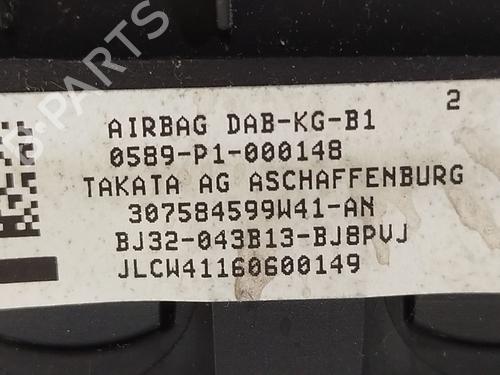 2
AIRBAG DAB-KG-B1
0589-P1-000148
TAKATA AG ASCHAFFENBURG
307584599W41-AN
BJ32-043B13-BJ8PVJ
JLCW41160600149